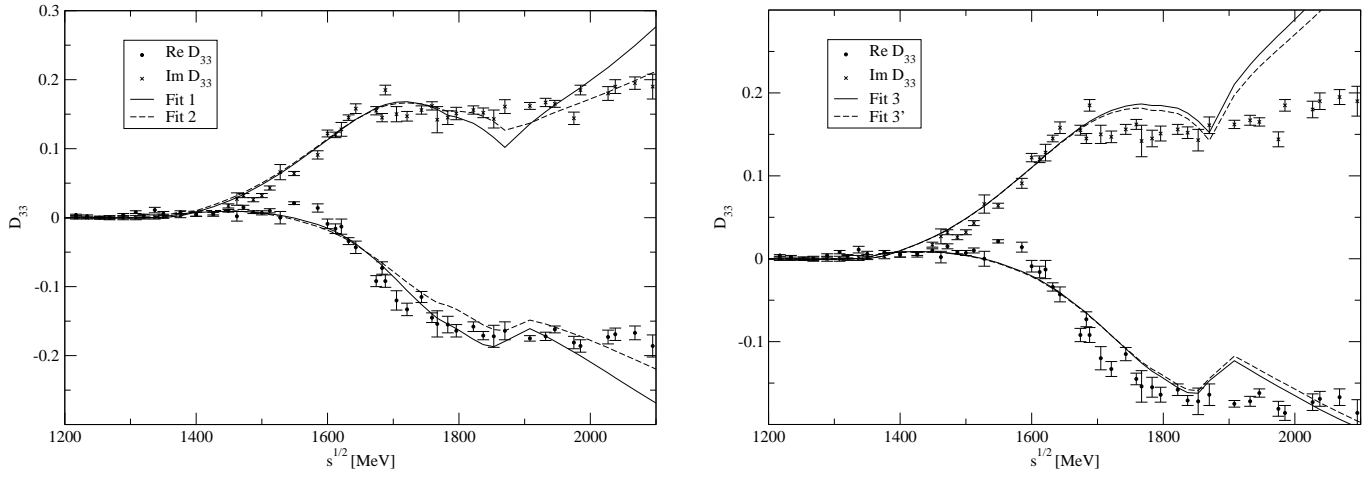 0.3
0.2
0.1
0
-0.1
-0.2
D33
1200
1400
1600
1800
2000
s1/2 [MeV]
Re D33
Im D33
Fit 1
Fit 2
0.2
0.1
0
-0.1
D33
1200
1400
1600
1800
2000
s1/2 [MeV]
Re D33
Im D33
Fit 3
Fit 3'